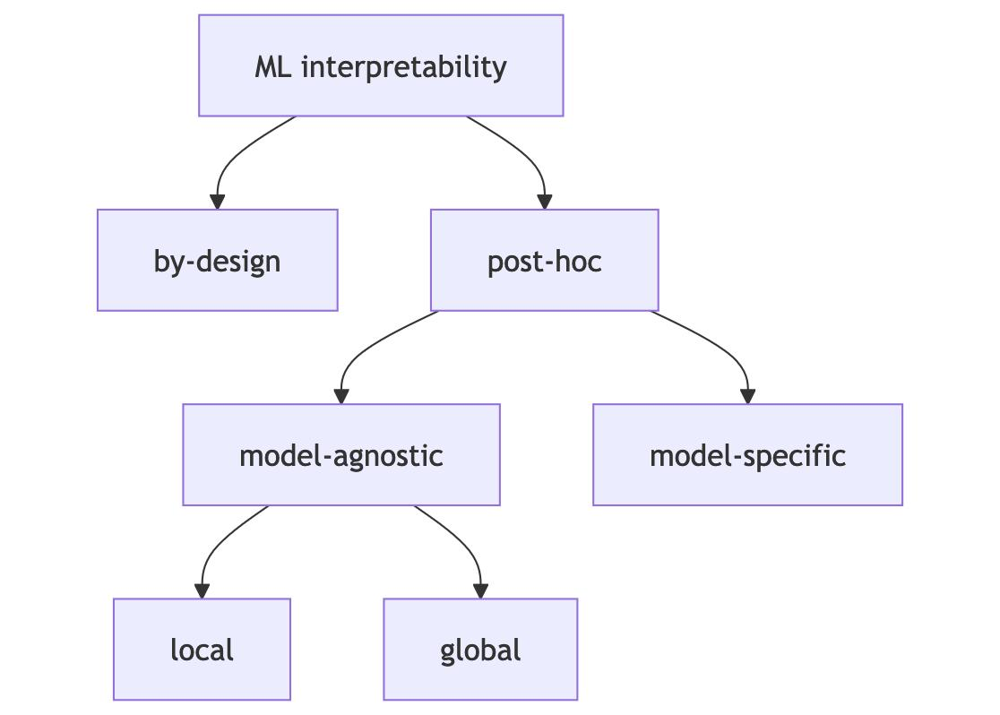 ML interpretability
by-design
post-hoc
model-agnostic
model-specific
local
global